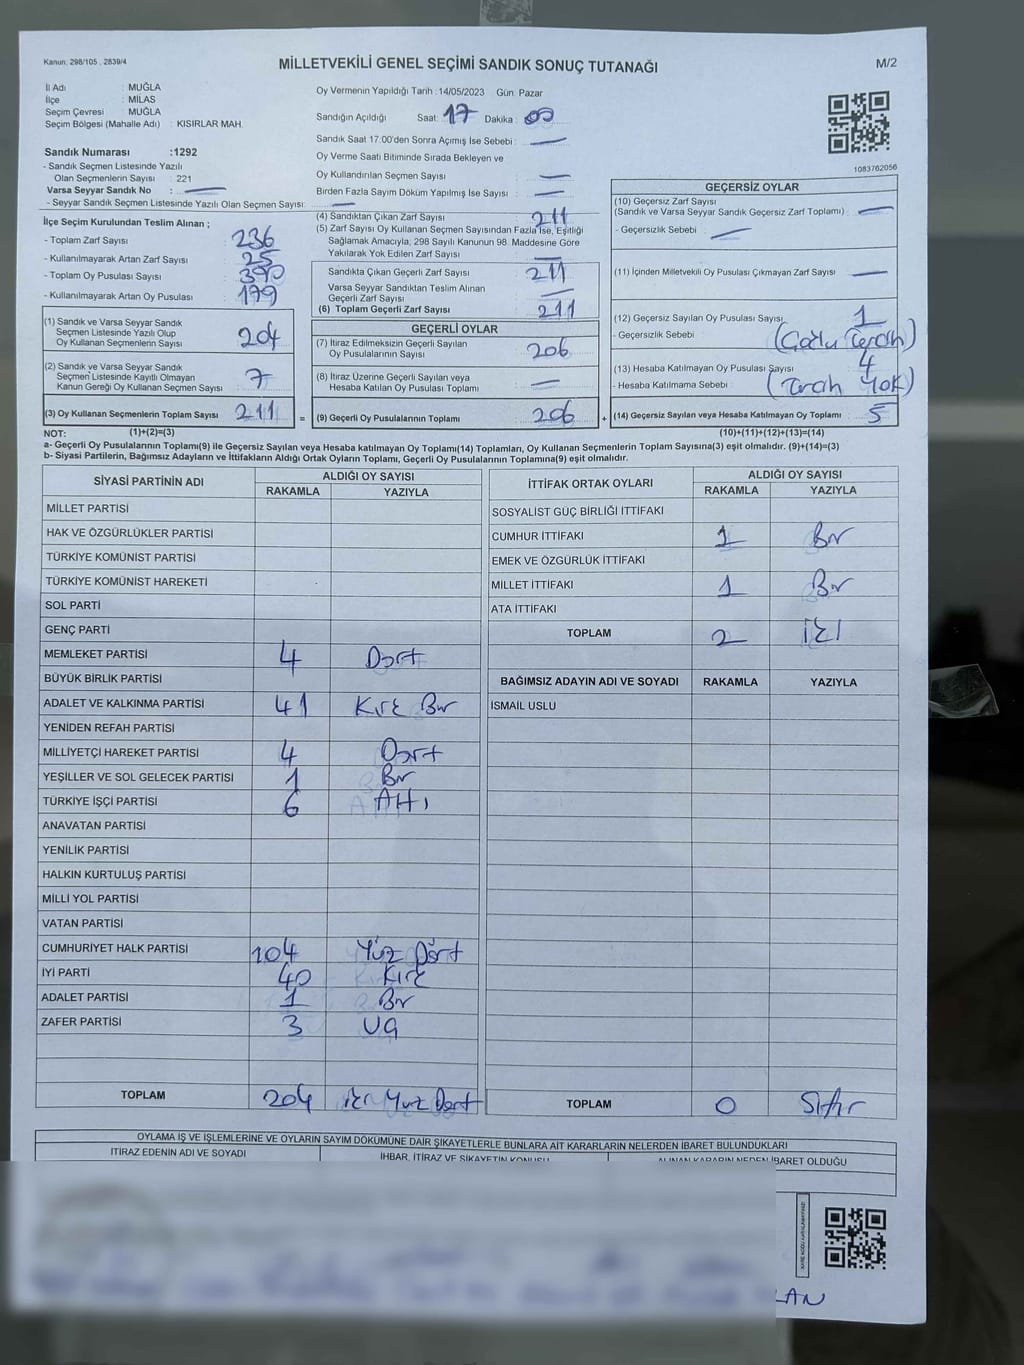 Kanun: 298/105 , 2839/4
MİLLETVEKİLİ GENEL SEÇİMİ SANDIK SONUÇ TUTANAĞI
M/2
İl Adı : MUĞLA
İlçe : MİLAS
Seçim Çevresi : MUĞLA
Seçim Bölgesi (Mahalle Adı) : KISIRLAR MAH.
Sandık Numarası :1292
- Sandık Seçmen Listesinde Yazılı
Olan Seçmenlerin Sayısı : 221
Varsa Seyyar Sandık No :
- Seyyar Sandık Seçmen Listesinde Yazılı Olan Seçmen Sayısı:
Oy Vermenin Yapıldığı Tarih :14/05/2023 Gün: Pazar
Sandığın Açıldığı Saat: 17 Dakika: 00
Sandık Saat 17.00'den Sonra Açımış İse Sebebi :
Oy Verme Saati Bitiminde Sırada Bekleyen ve
Oy Kullandırılan Seçmen Sayısı
Birden Fazla Sayım Döküm Yapılmış İse Sayısı :
1083762056
İlçe Seçim Kurulundan Teslim Alınan ;
- Toplam Zarf Sayısı : 236
- Kullanılmayarak Artan Zarf Sayısı : 25
- Toplam Oy Pusulası Sayısı : 390
- Kullanılmayarak Artan Oy Pusulası : 179
(4) Sandıktan Çıkan Zarf Sayısı : 211
(5) Zarf Sayısı Oy Kullanan Seçmen Sayısından Fazla İse, Eşitliği
Sağlamak Amacıyla, 298 Sayılı Kanunun 98. Maddesine Göre
Yakılarak Yok Edilen Zarf Sayısı :
Sandıkta Çıkan Geçerli Zarf Sayısı : 211
Varsa Seyyar Sandıktan Teslim Alınan
Geçerli Zarf Sayısı :
(6) Toplam Geçerli Zarf Sayısı : 211
GEÇERSİZ OYLAR
(10) Geçersiz Zarf Sayısı
(Sandık ve Varsa Seyyar Sandık Geçersiz Zarf Toplamı) :
- Geçersizlik Sebebi :
(11) İçinden Milletvekili Oy Pusulası Çıkmayan Zarf Sayısı :
(12) Geçersiz Sayılan Oy Pusulası Sayısı : 1
- Geçersizlik Sebebi : (Çoklu Tercih)
(13) Hesaba Katılmayan Oy Pusulası Sayısı : 4
- Hesaba Katılmama Sebebi : (Tercih Yok)
(14) Geçersiz Sayılan veya Hesaba Katılmayan Oy Toplamı : 5
(10)+(11)+(12)+(13)=(14)
(1) Sandık ve Varsa Seyyar Sandık
Seçmen Listesinde Yazılı Olup
Oy Kullanan Seçmenlerin Sayısı : 204
(2) Sandık ve Varsa Seyyar Sandık
Seçmen Listesinde Kayıtlı Olmayan
Kanun Gereği Oy Kullanan Seçmen Sayısı : 7
(3) Oy Kullanan Seçmenlerin Toplam Sayısı : 211 =
(1)+(2)=(3)
GEÇERLİ OYLAR
(7) İtiraz Edilmeksizin Geçerli Sayılan
Oy Pusulalarının Sayısı : 206
(8) İtiraz Üzerine Geçerli Sayılan veya
Hesaba Katılan Oy Pusulası Toplamı :
(9) Geçerli Oy Pusulalarının Toplamı : 206 +
NOT:
a- Geçerli Oy Pusulalarının Toplamı(9) ile Geçersiz Sayılan veya Hesaba katılmayan Oy Toplamı(14) Toplamları, Oy Kullanan Seçmenlerin Toplam Sayısına(3) eşit olmalıdır. (9)+(14)=(3)
b- Siyasi Partilerin, Bağımsız Adayların ve İttifakların Aldığı Ortak Oyların Toplamı, Geçerli Oy Pusulalarının Toplamına(9) eşit olmalıdır.
SİYASİ PARTİNİN ADI ALDIĞI OY SAYISI
RAKAMLA YAZIYLA
MİLLET PARTİSİ
HAK VE ÖZGÜRLÜKLER PARTİSİ
TÜRKİYE KOMÜNİST PARTİSİ
TÜRKİYE KOMÜNİST HAREKETİ
SOL PARTİ
GENÇ PARTİ
MEMLEKET PARTİSİ 4 Dört
BÜYÜK BİRLİK PARTİSİ
ADALET VE KALKINMA PARTİSİ 41 Kırk Bir
YENİDEN REFAH PARTİSİ
MİLLİYETÇİ HAREKET PARTİSİ 4 Dört
YEŞİLLER VE SOL GELECEK PARTİSİ 1 Bir
TÜRKİYE İŞÇİ PARTİSİ 6 Altı
ANAVATAN PARTİSİ
YENİLİK PARTİSİ
HALKIN KURTULUŞ PARTİSİ
MİLLİ YOL PARTİSİ
VATAN PARTİSİ
CUMHURİYET HALK PARTİSİ 104 Yüz Dört
İYİ PARTİ 40 Kırk
ADALET PARTİSİ 1 Bir
ZAFER PARTİSİ 3 Üç
TOPLAM 204 iki Yüz Dört
İTTİFAK ORTAK OYLARI ALDIĞI OY SAYISI
RAKAMLA YAZIYLA
SOSYALİST GÜÇ BİRLİĞİ İTTİFAKI
CUMHUR İTTİFAKI 1 Bir
EMEK VE ÖZGÜRLÜK İTTİFAKI
MİLLET İTTİFAKI 1 Bir
ATA İTTİFAKI
TOPLAM 2 iki
BAĞIMSIZ ADAYIN ADI VE SOYADI RAKAMLA YAZIYLA
İSMAİL USLU
TOPLAM 0 Sıfır
OYLAMA İŞ VE İŞLEMLERİNE VE OYLARIN SAYIM DÖKÜMÜNE DAİR ŞİKAYETLERLE BUNLARA AİT KARARLARIN NELERDEN İBARET BULUNDUKLARI
İTİRAZ EDENİN ADI VE SOYADI
İHBAR, İTİRAZ VE ŞİKAYETİN KONUSU
ALINAN KARARIN NEDEN İBARET OLDUĞU